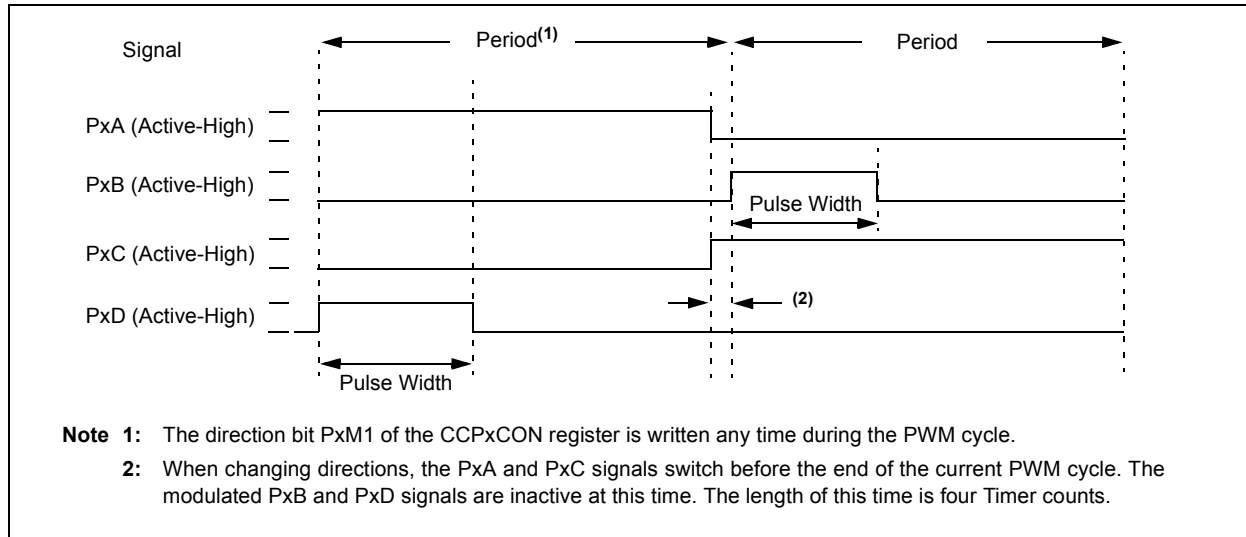 Signal
Period(1)
Period
PxA (Active-High)
PxB (Active-High)
Pulse Width
PxC (Active-High)
(2)
PxD (Active-High)
Pulse Width
Note 1: The direction bit PxM1 of the CCPxCON register is written any time during the PWM cycle.
2: When changing directions, the PxA and PxC signals switch before the end of the current PWM cycle. The
modulated PxB and PxD signals are inactive at this time. The length of this time is four Timer counts.